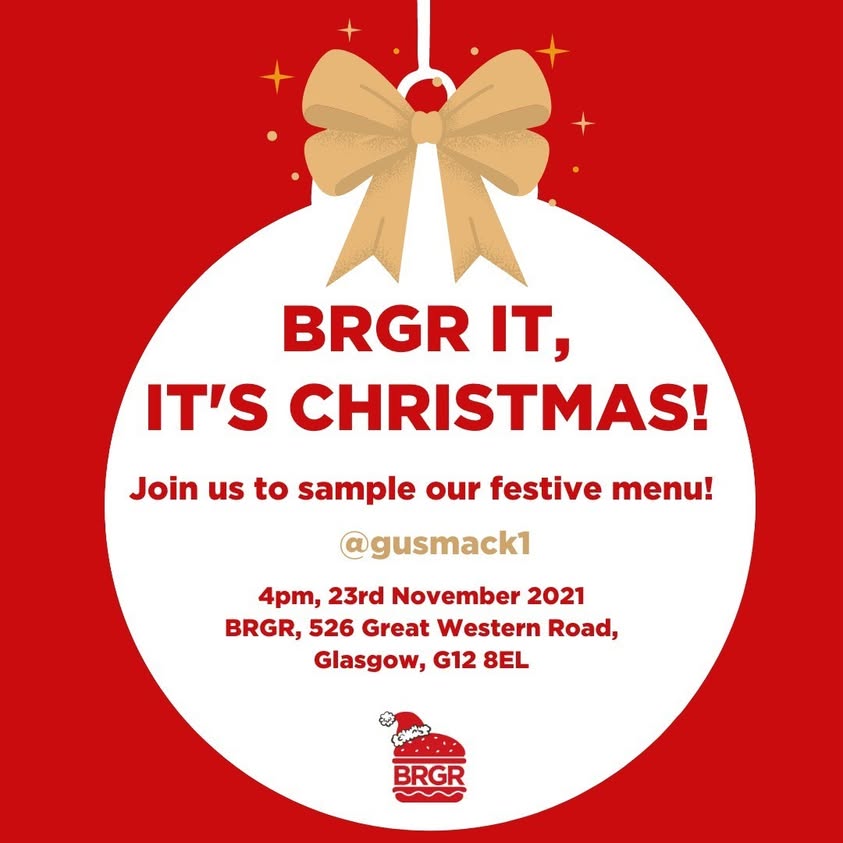 BRGR IT,
IT'S CHRISTMAS!
Join us to sample our festive menu!
@gusmack1
4pm, 23rd November 2021
BRGR, 526 Great Western Road,
Glasgow, G12 8EL
BRGR